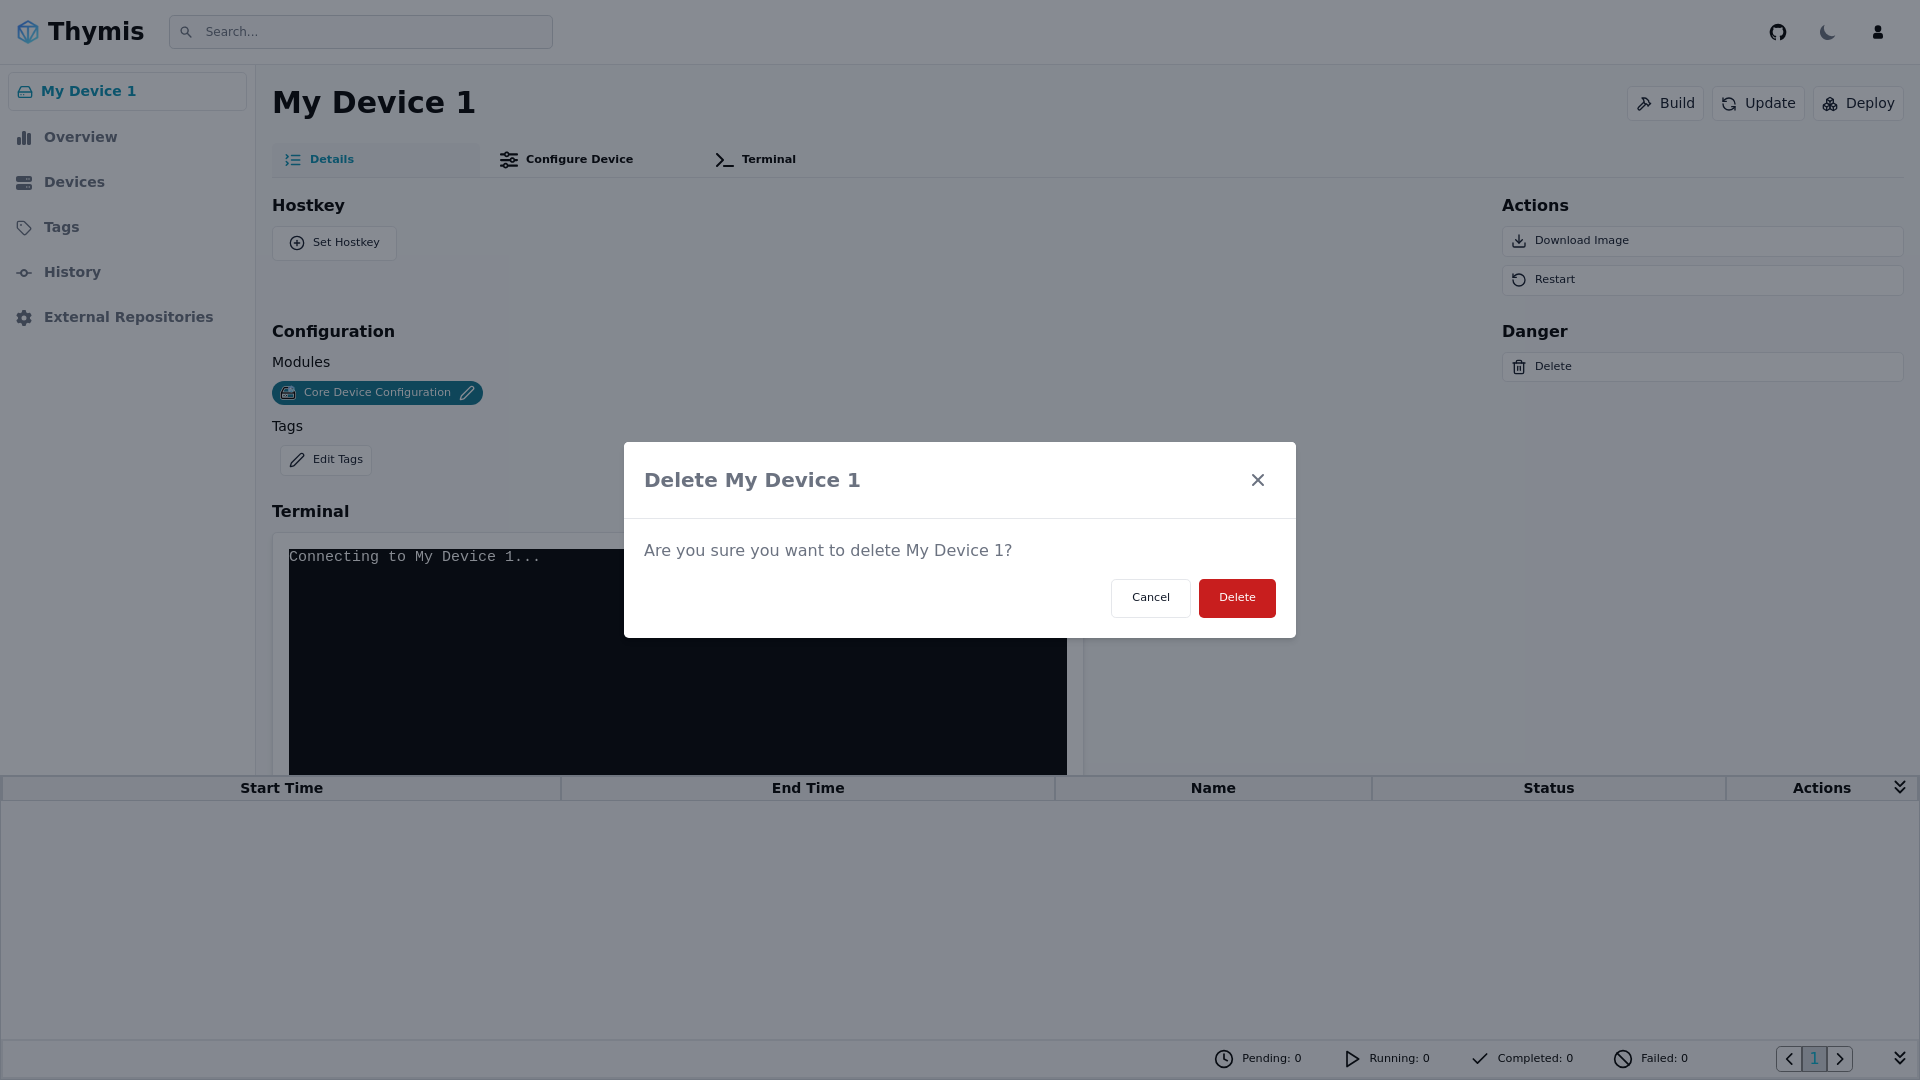 Thymis
Search...
My Device 1
Overview
Devices
Tags
History
External Repositories
My Device 1
Build
Update
Deploy
Details
Configure Device
Terminal
Hostkey
Set Hostkey
Configuration
Modules
Core Device Configuration
Tags
Edit Tags
Terminal
Connecting to My Device 1...
Actions
Download Image
Restart
Danger
Delete
Delete My Device 1
Are you sure you want to delete My Device 1?
Cancel
Delete
Start Time
End Time
Name
Status
Actions
Pending: 0
Running: 0
Completed: 0
Failed: 0
1